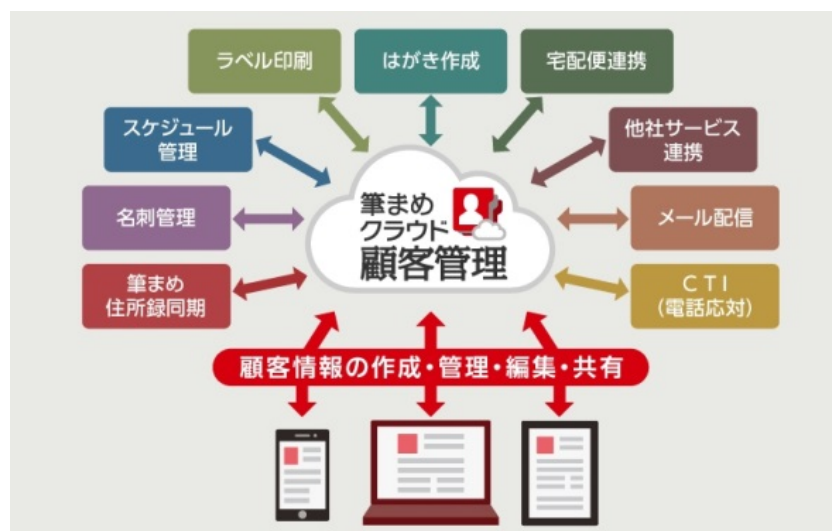 ラベル印刷
はがき作成
宅配便連携
スケジュール
管理
他社サービス
連携
名刺管理
筆まめ
クラウド
顧客管理
メール配信
筆まめ
住所録同期
CTI
(電話応対)
顧客情報の作成・管理・編集・共有